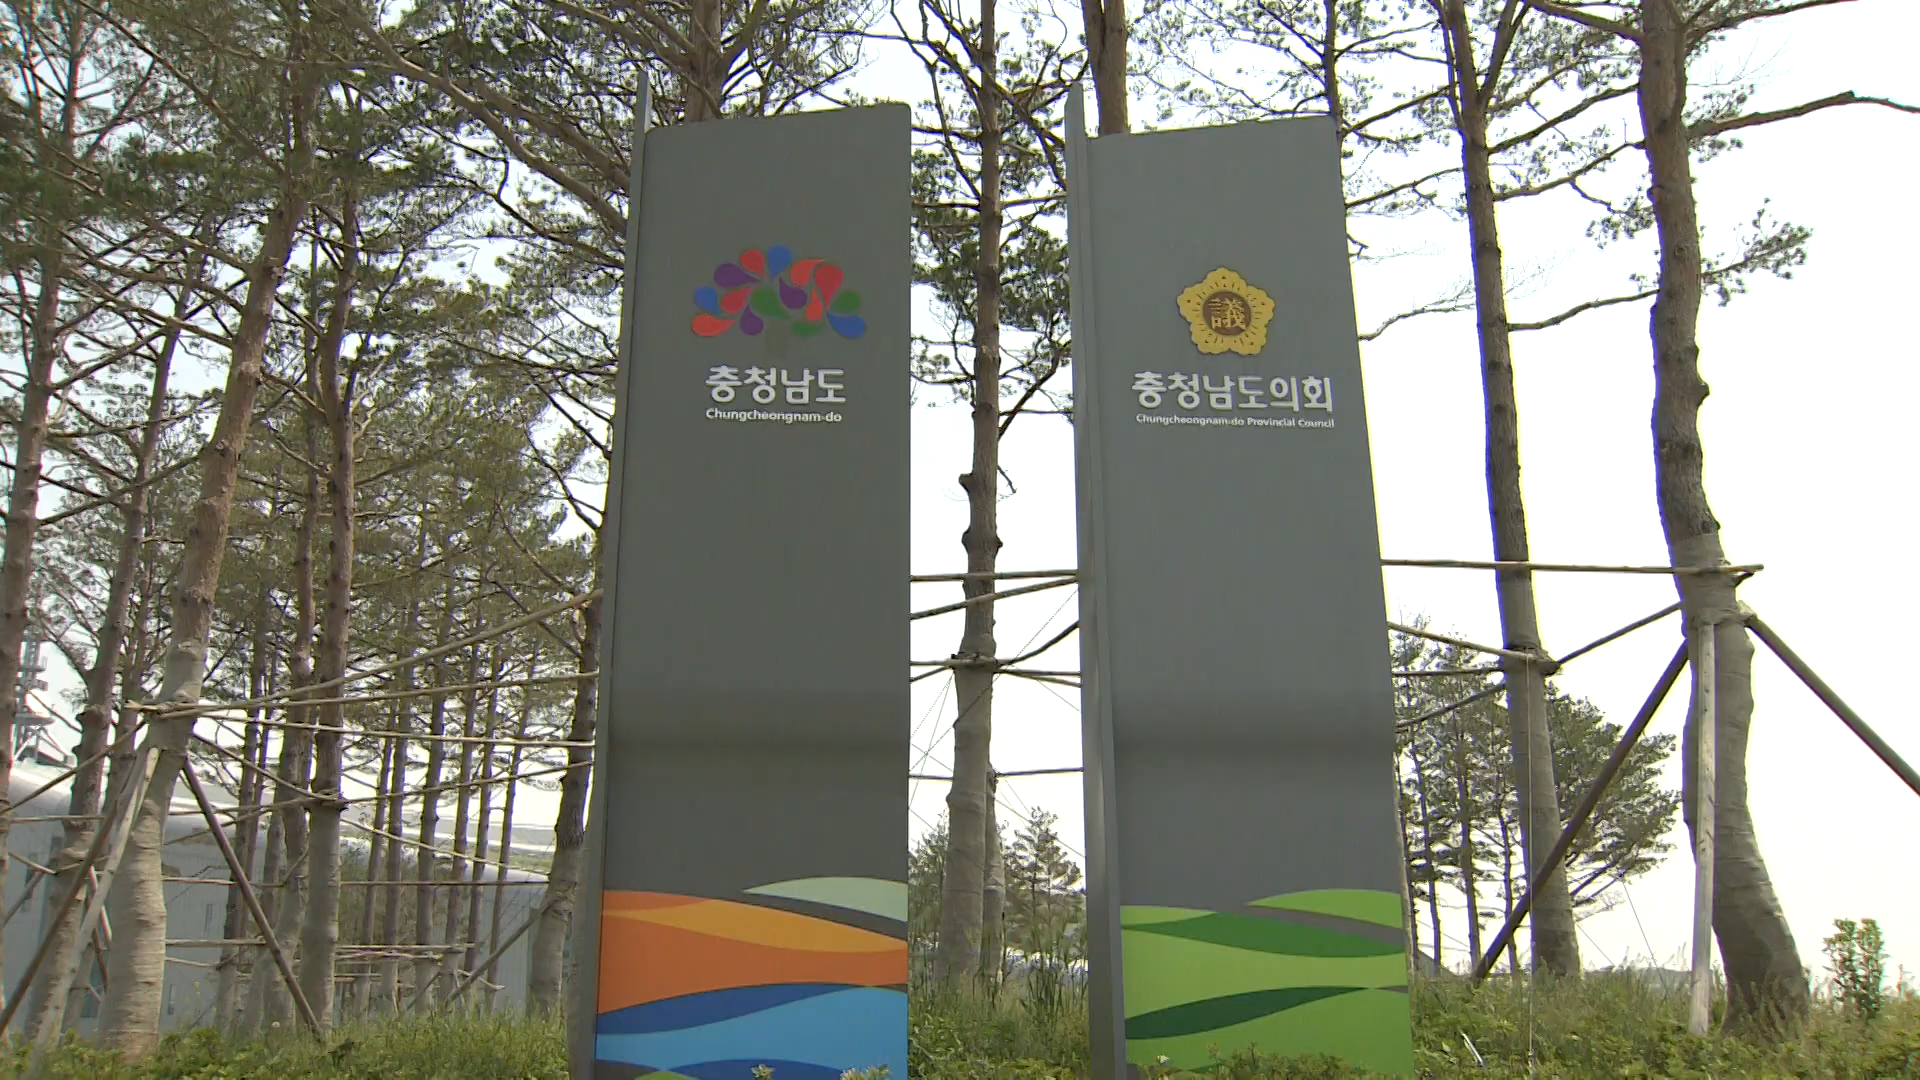 충청남도
Chungcheongnam-do
議
충청남도의회
Chungcheongnam-do Provincial Council